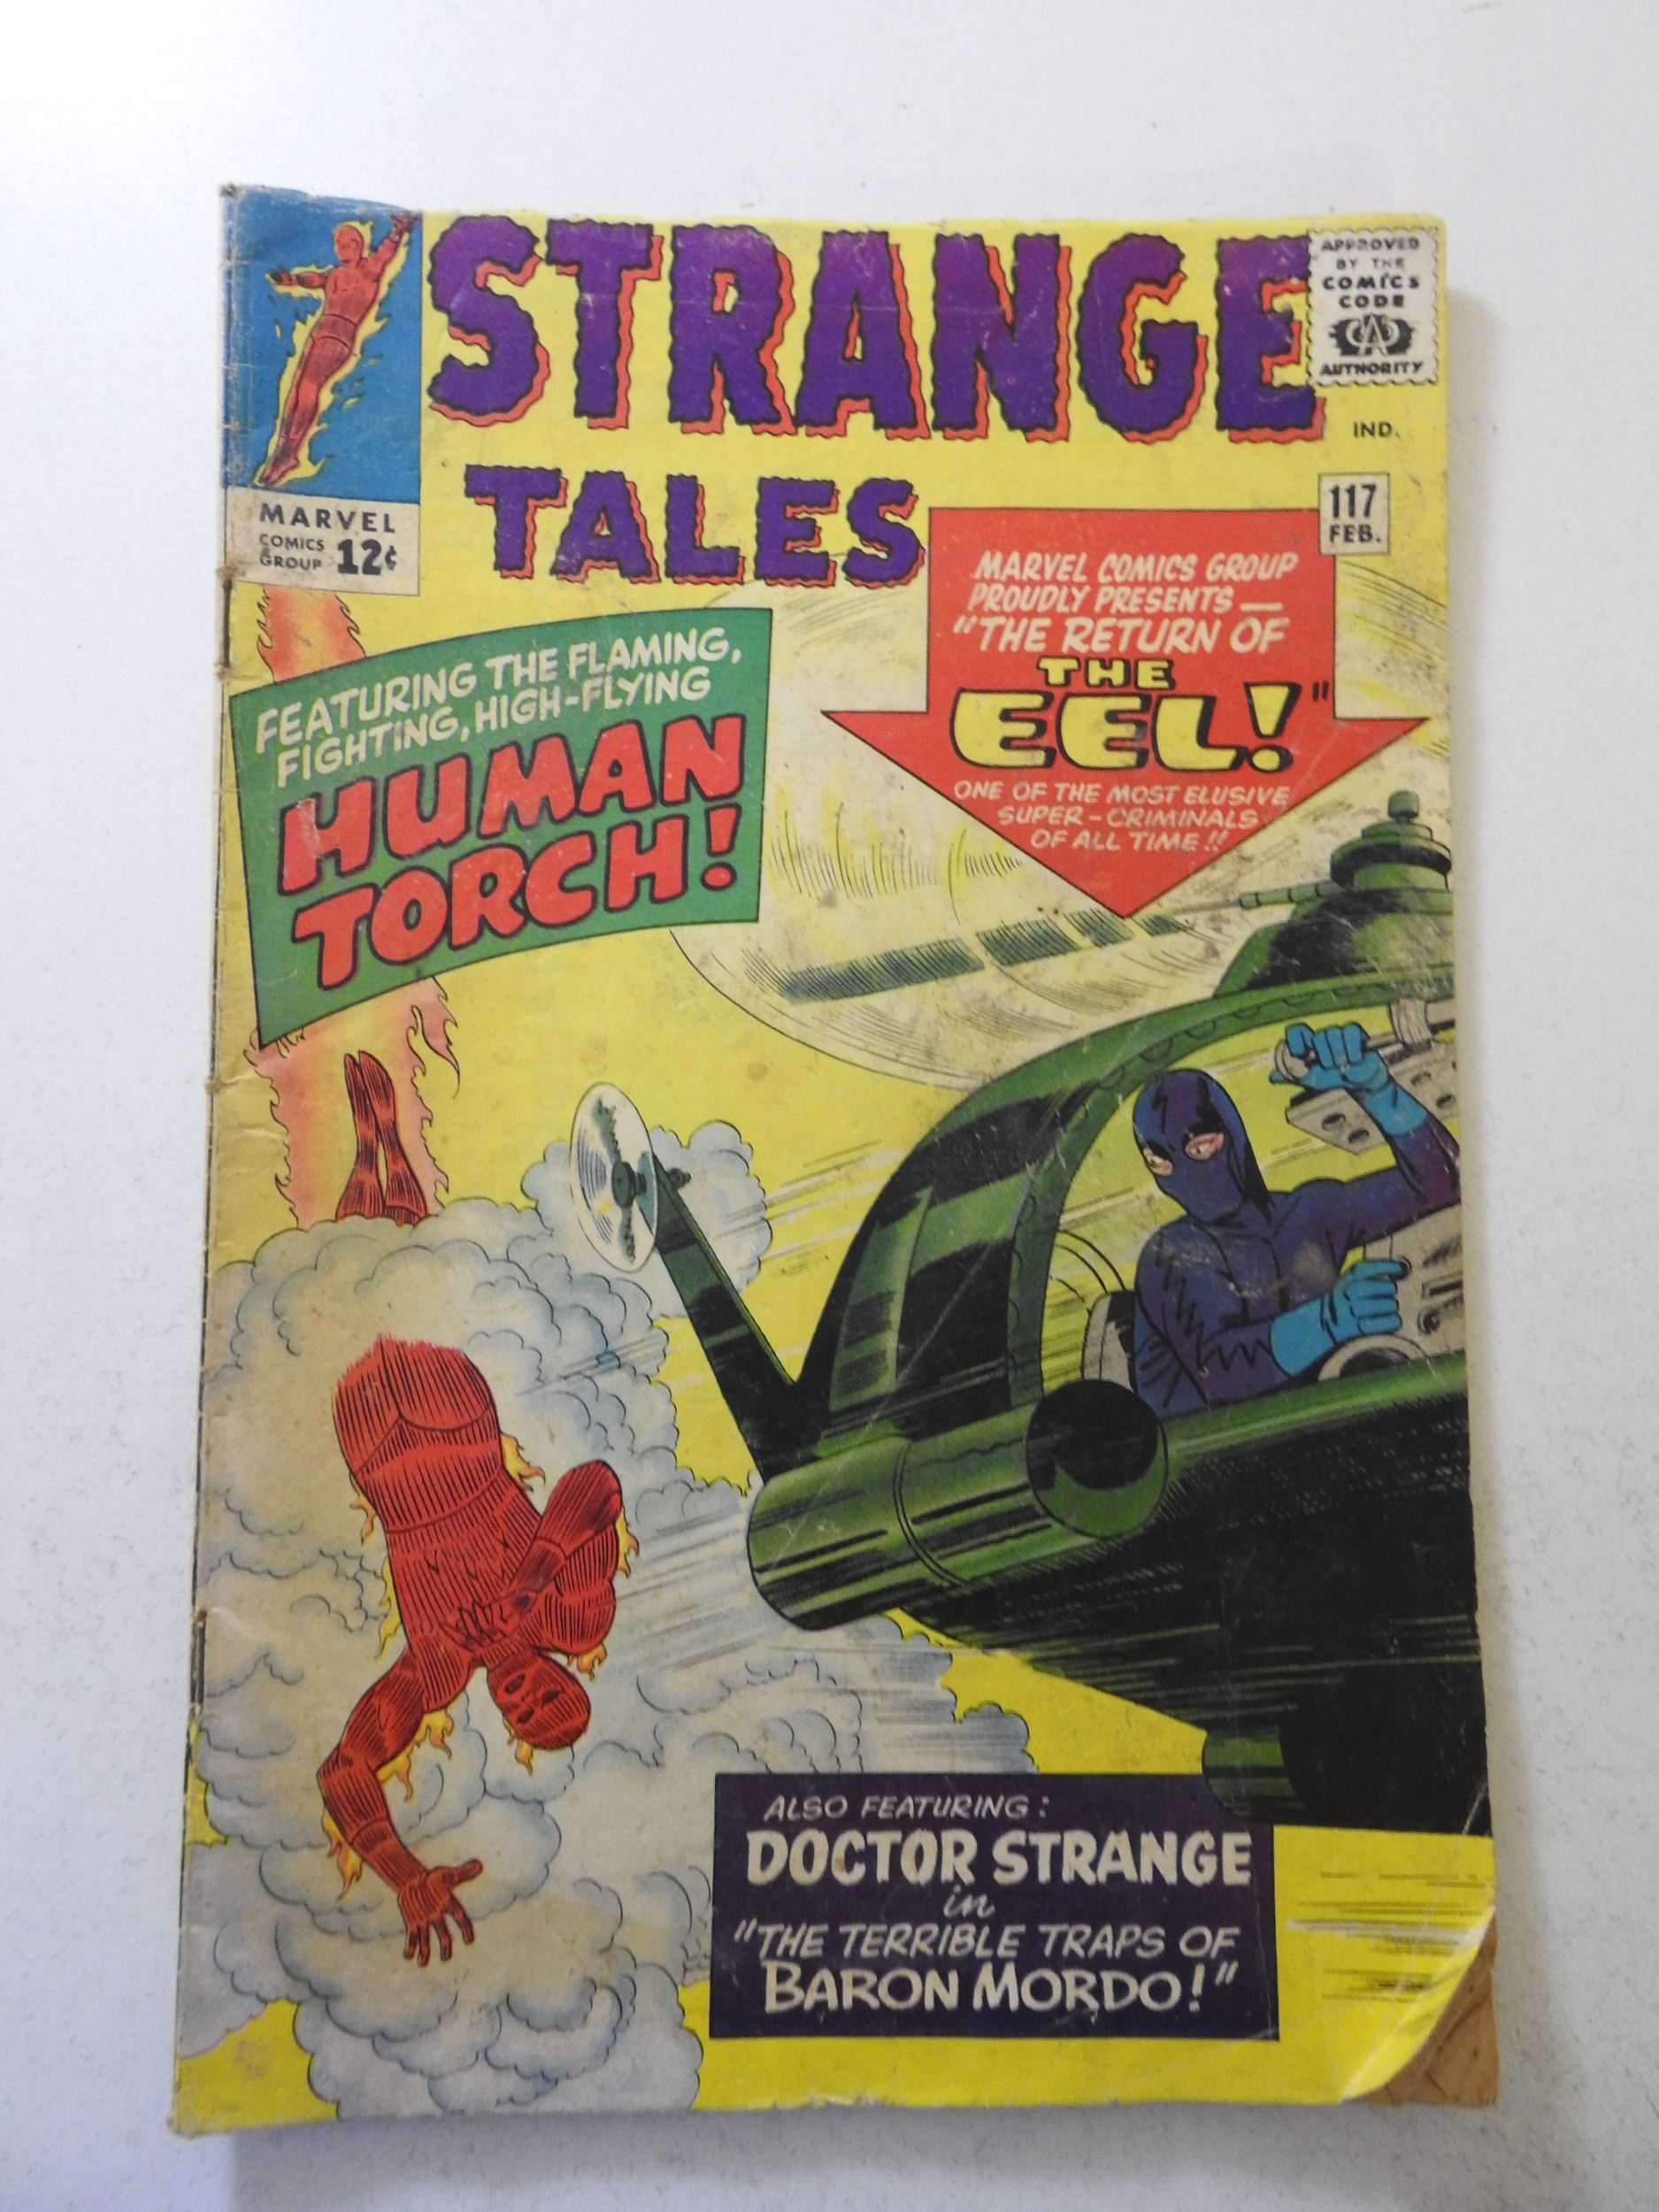 STRANGE
TALES
APPROVED
BY THE
COMICS
CODE
CA
AUTHORITY
IND.
117
FEB.
MARVEL
COMICS
&
GROUP 12¢
MARVEL COMICS GROUP
PROUDLY PRESENTS —
"THE RETURN OF
THE
EEL!"
ONE OF THE MOST ELUSIVE
SUPER-CRIMINALS
OF ALL TIME!!
FEATURING THE FLAMING,
FIGHTING, HIGH-FLYING
HUMAN
TORCH!
ALSO FEATURING:
DOCTOR STRANGE
in
"THE TERRIBLE TRAPS OF
BARON MORDO!"